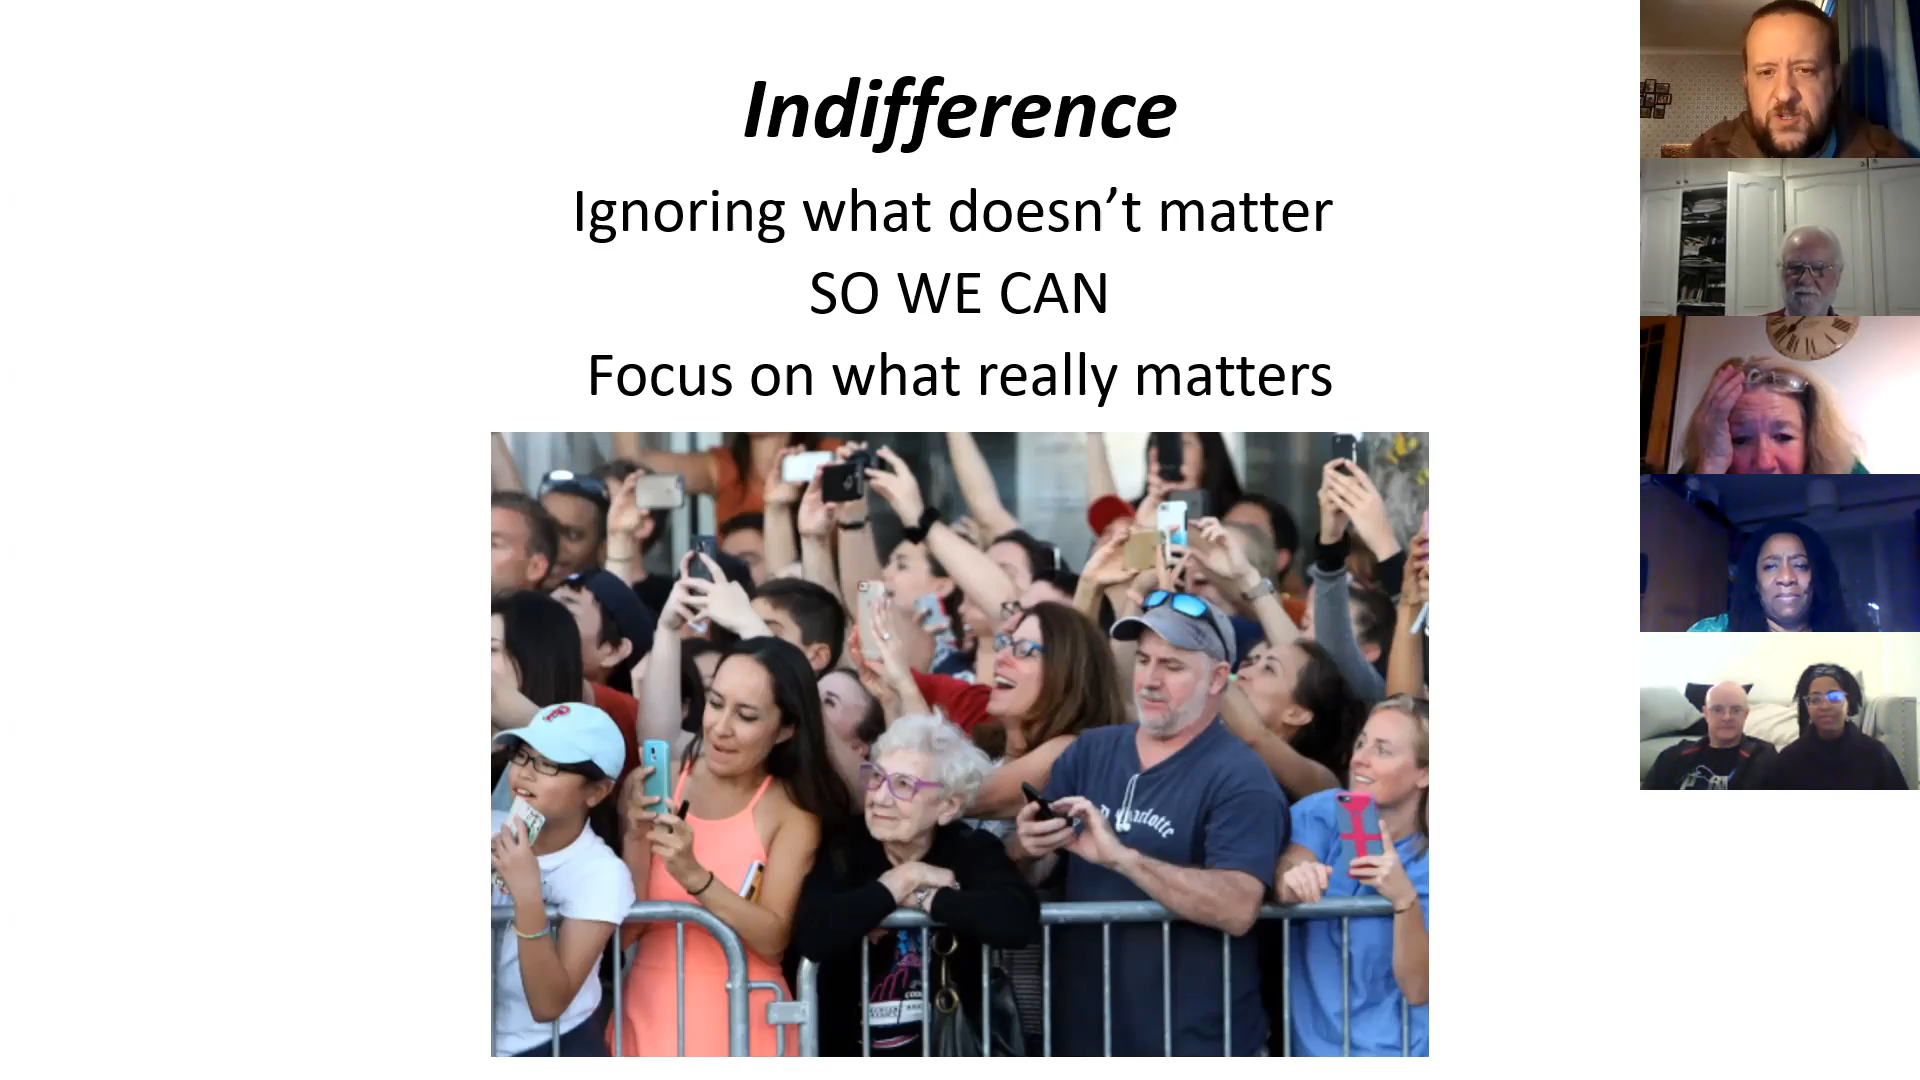 Indifference
Ignoring what doesn’t matter
SO WE CAN
Focus on what really matters